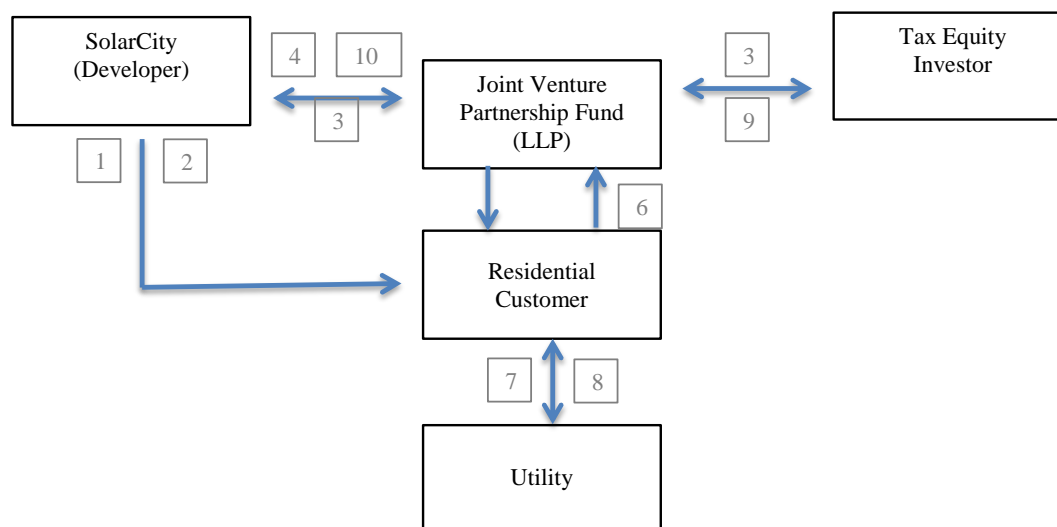 SolarCity
(Developer)
4 10
3
Joint Venture
Partnership Fund
(LLP)
3
9
Tax Equity
Investor
1 2
6
Residential
Customer
7 8
Utility